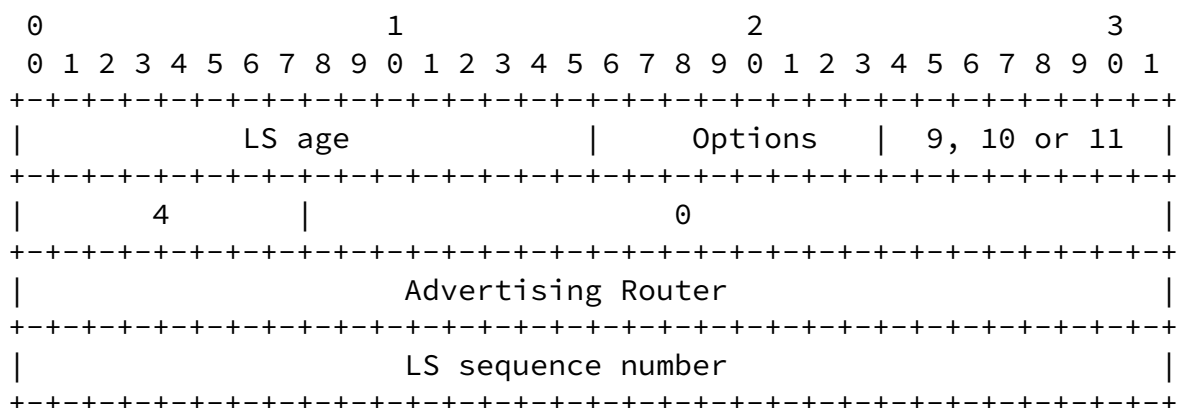 0                   1                   2                   3
0 1 2 3 4 5 6 7 8 9 0 1 2 3 4 5 6 7 8 9 0 1 2 3 4 5 6 7 8 9 0 1
+-+-+-+-+-+-+-+-+-+-+-+-+-+-+-+-+-+-+-+-+-+-+-+-+-+-+-+-+-+-+-+-+
|            LS age             |     Options   |  9, 10 or 11  |
+-+-+-+-+-+-+-+-+-+-+-+-+-+-+-+-+-+-+-+-+-+-+-+-+-+-+-+-+-+-+-+-+
|       4       |                    0                          |
+-+-+-+-+-+-+-+-+-+-+-+-+-+-+-+-+-+-+-+-+-+-+-+-+-+-+-+-+-+-+-+-+
|                     Advertising Router                        |
+-+-+-+-+-+-+-+-+-+-+-+-+-+-+-+-+-+-+-+-+-+-+-+-+-+-+-+-+-+-+-+-+
|                     LS sequence number                        |
+-+-+-+-+-+-+-+-+-+-+-+-+-+-+-+-+-+-+-+-+-+-+-+-+-+-+-+-+-+-+-+-+